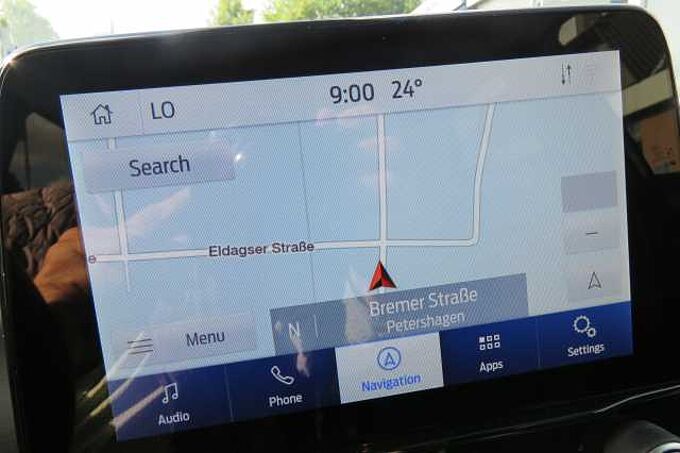 LO 9:00 24°
Search
e Eldagser Straße
Bremer Straße
N Petershagen
Menu
Audio Phone Navigation Apps Settings